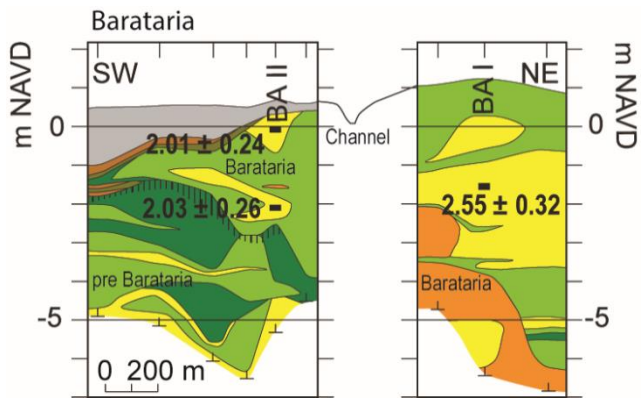 Barataria
m NAVD
SW
BA II
0
2.01 ± 0.24
Barataria
2.03 ± 0.26
pre Barataria
-5
0 200 m
Channel
NE
BA I
m NAVD
0
2.55 ± 0.32
Barataria
-5